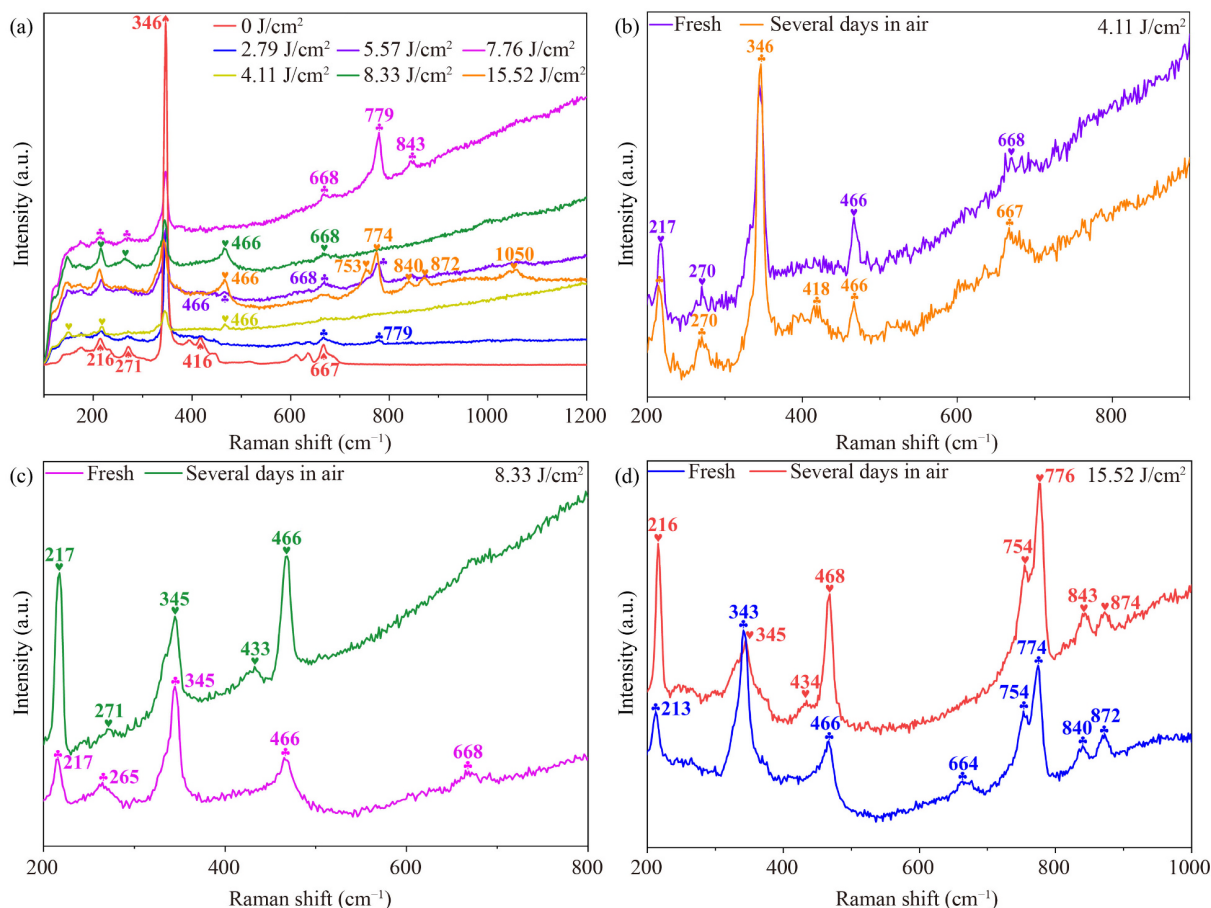 (a)
0 J/cm²
2.79 J/cm² 5.57 J/cm² 7.76 J/cm²
4.11 J/cm² 8.33 J/cm² 15.52 J/cm²
346
779
843
668
466
668
774
1050
753
840
872
466
668
466
466
779
216
271
416
667
200 400 600 800 1000 1200
Raman shift (cm⁻¹)
Intensity (a.u.)
(b)
Fresh Several days in air 4.11 J/cm²
346
217
270
466
668
667
270
418
466
200 400 600 800
Raman shift (cm⁻¹)
Intensity (a.u.)
(c)
Fresh Several days in air 8.33 J/cm²
217
466
345
433
271
345
217
265
466
668
200 400 600 800
Raman shift (cm⁻¹)
Intensity (a.u.)
(d)
Fresh Several days in air 15.52 J/cm²
776
216
754
468
343
345
843
874
434
774
754
213
466
840
872
664
200 400 600 800 1000
Raman shift (cm⁻¹)
Intensity (a.u.)